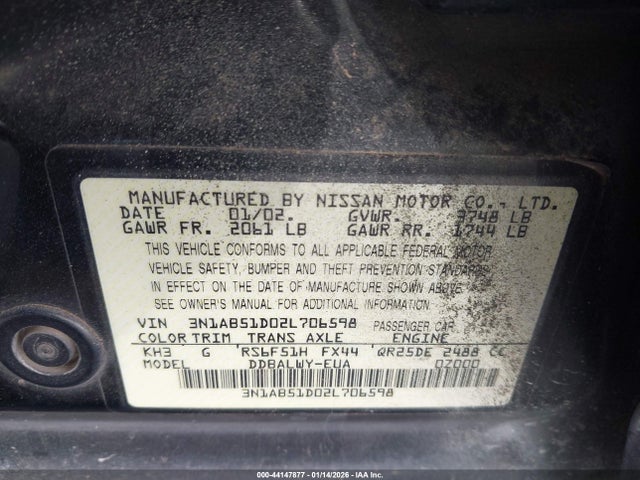 MANUFACTURED BY NISSAN MOTOR CO., LTD.
DATE 01/02. GVWR. 3748 LB
GAWR FR. 2061 LB GAWR RR. 1744 LB
THIS VEHICLE CONFORMS TO ALL APPLICABLE FEDERAL MOTOR
VEHICLE SAFETY, BUMPER AND THEFT PREVENTION STANDARDS
IN EFFECT ON THE DATE OF MANUFACTURE SHOWN ABOVE.
SEE OWNER'S MANUAL FOR ADDITIONAL INFORMATION.
VIN 3N1AB51D02L706598 PASSENGER CAR
COLOR TRIM TRANS AXLE ENGINE
KH3 G RS6F51H FX44 QR25DE 2488 CC
MODEL DDBALWY-EUA 0Z000
3N1AB51D02L706598
000-44147877 - 01/14/2026 - IAA Corp.